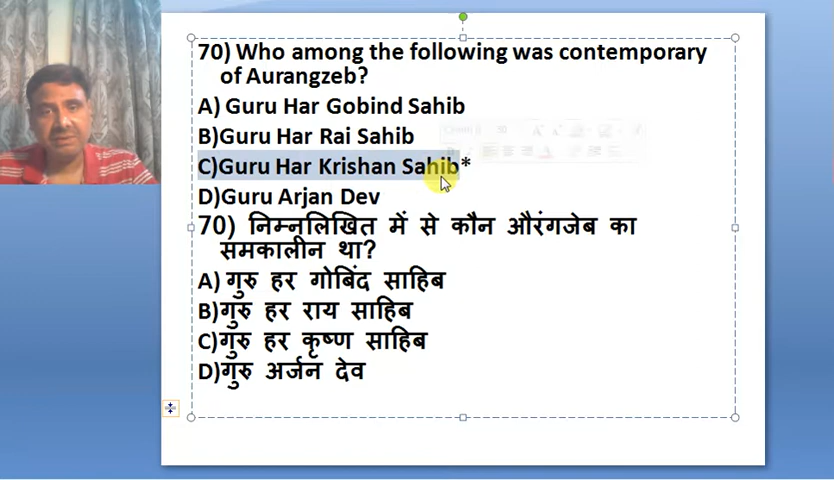 70) Who among the following was contemporary
of Aurangzeb?
A) Guru Har Gobind Sahib
B)Guru Har Rai Sahib
C)Guru Har Krishan Sahib*
D)Guru Arjan Dev
70) निम्नलिखित में से कौन औरंगजेब का
समकालीन था?
A) गुरु हर गोबिंद साहिब
B)गुरु हर राय साहिब
C)गुरु हर कृष्ण साहिब
D)गुरु अर्जन देव